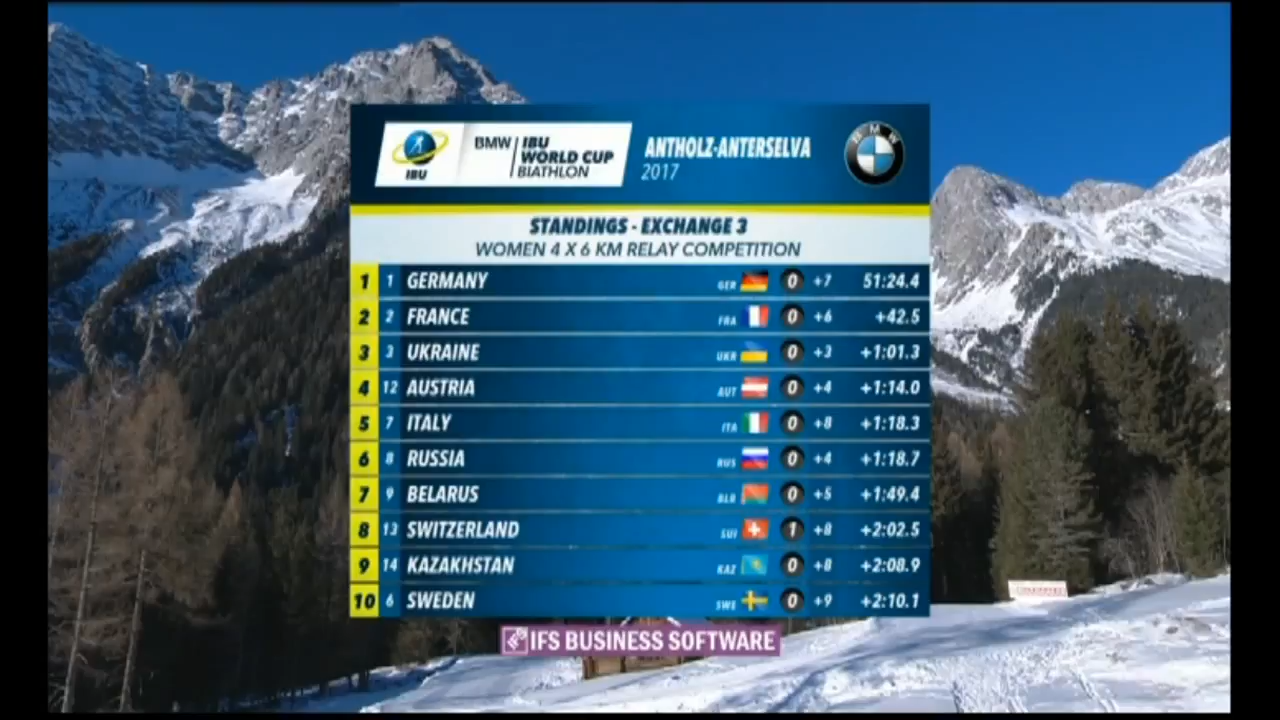 BMW IBU WORLD CUP BIATHLON
IBU
ANTHOLZ-ANTERSELVA
2017
BMW
STANDINGS - EXCHANGE 3
WOMEN 4 X 6 KM RELAY COMPETITION
1 1 GERMANY GER 0 +7 51:24.4
2 2 FRANCE FRA 0 +6 +42.5
3 3 UKRAINE UKR 0 +3 +1:01.3
4 12 AUSTRIA AUT 0 +4 +1:14.0
5 7 ITALY ITA 0 +8 +1:18.3
6 8 RUSSIA RUS 0 +4 +1:18.7
7 9 BELARUS BLR 0 +5 +1:49.4
8 13 SWITZERLAND SUI 1 +8 +2:02.5
9 14 KAZAKHSTAN KAZ 0 +8 +2:08.9
10 6 SWEDEN SWE 0 +9 +2:10.1
IFS BUSINESS SOFTWARE